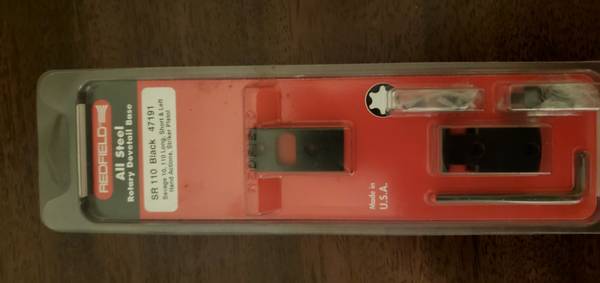 REDFIELD
All Steel
Rotary Dovetail Base
SR 110 Black 47191
Savage 10, 110 Long, Short & Left
Hand Actions, Striker Pistol
Made in
U.S.A.